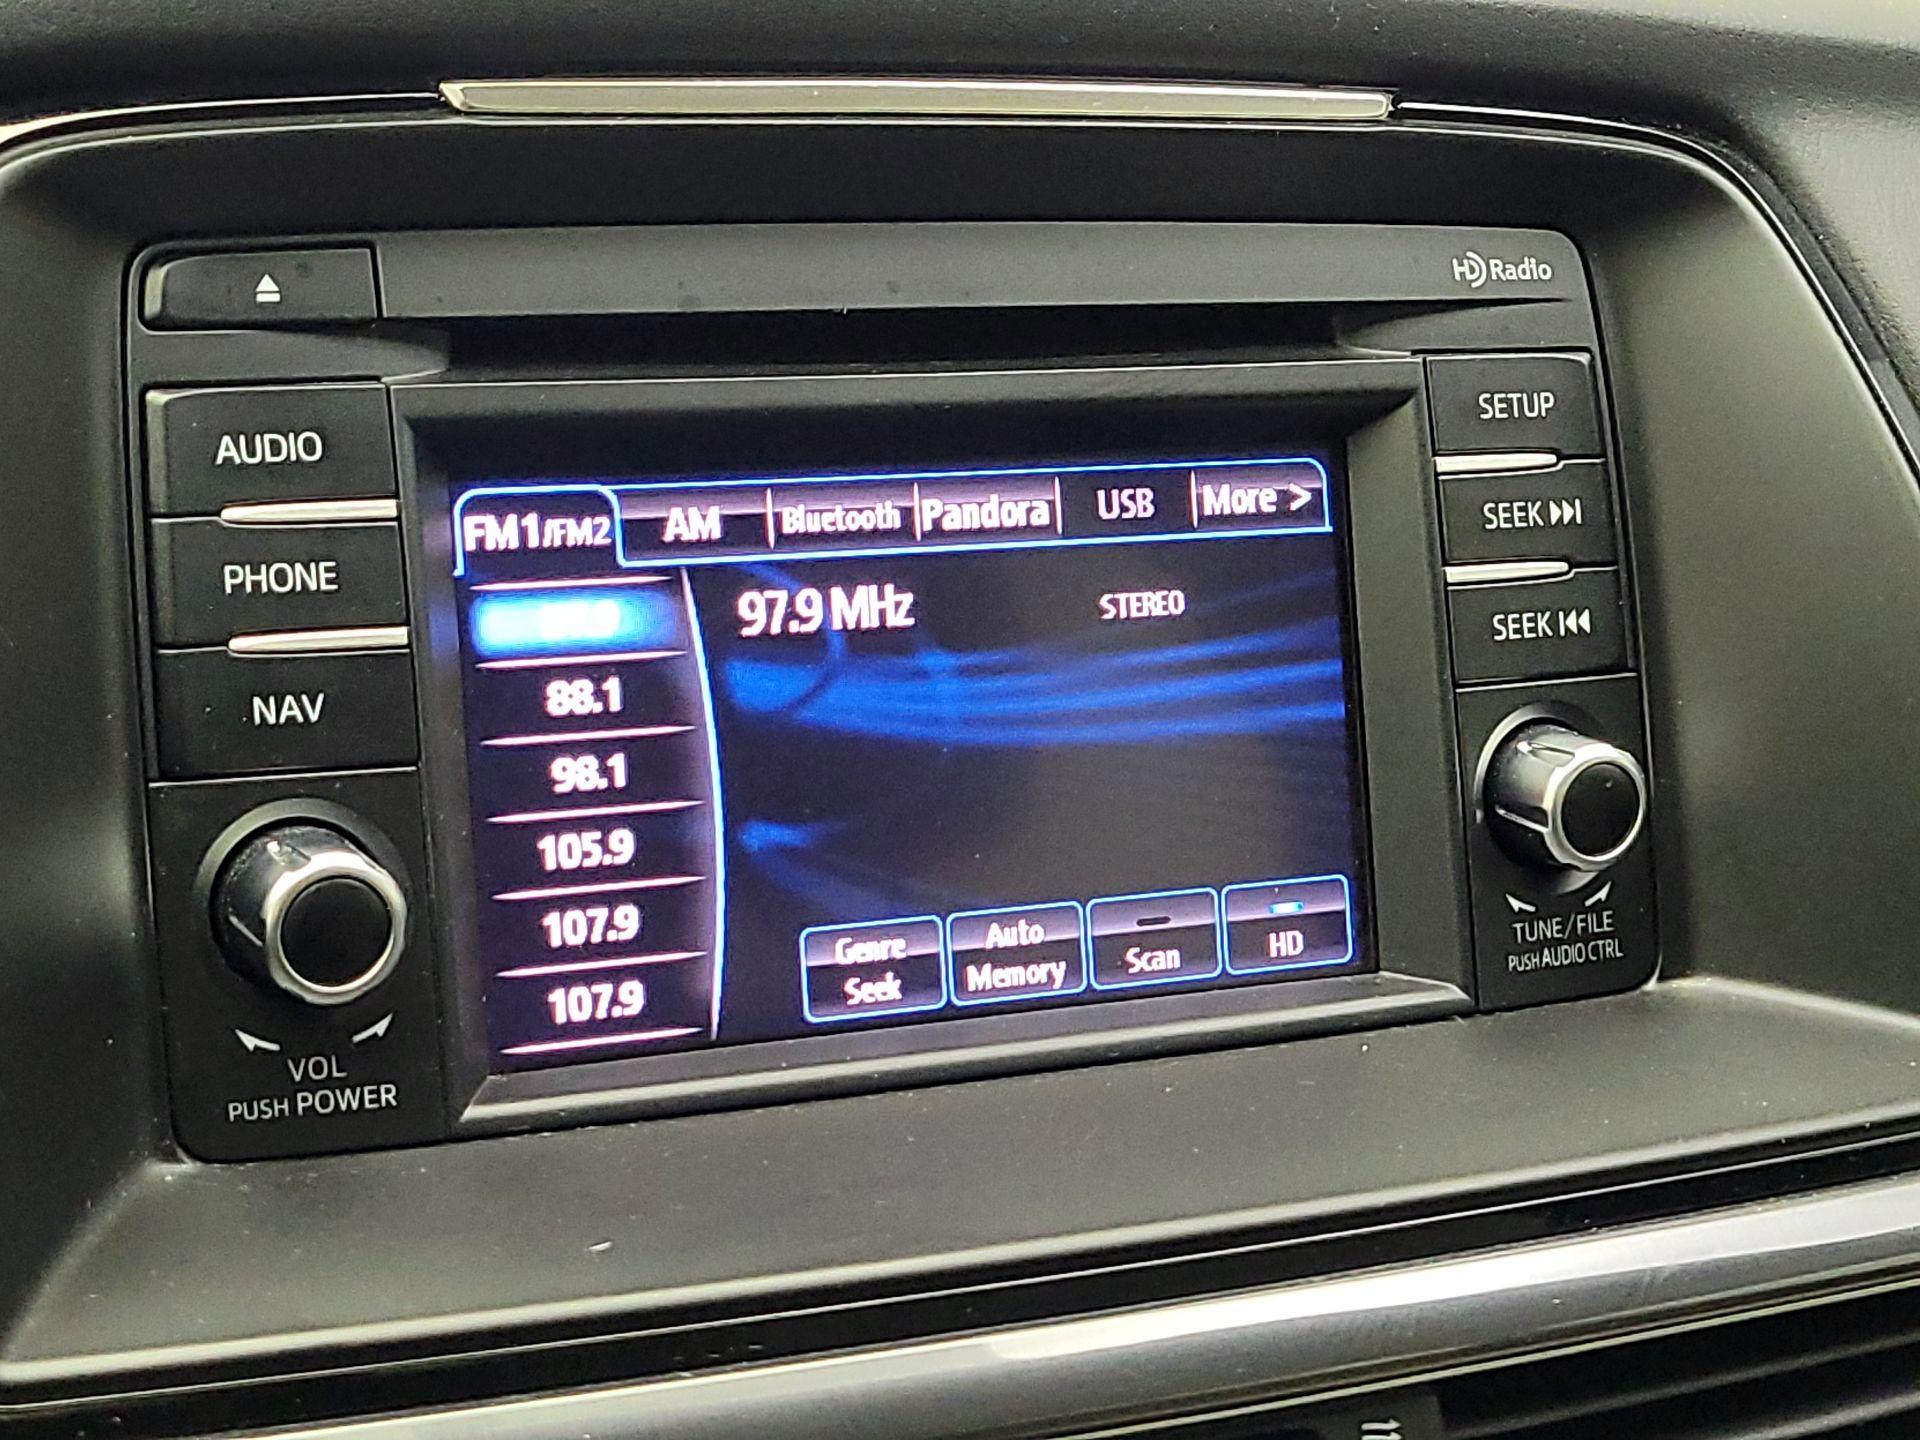 HD Radio
AUDIO
PHONE
NAV
VOL
PUSH POWER
FM1/FM2
AM
Bluetooth
Pandora
USB
More >
97.9 MHz
STEREO
88.1
98.1
105.9
107.9
107.9
Genre
Seek
Auto
Memory
Scan
HD
SETUP
SEEK
SEEK
TUNE/FILE
PUSH AUDIO CTRL